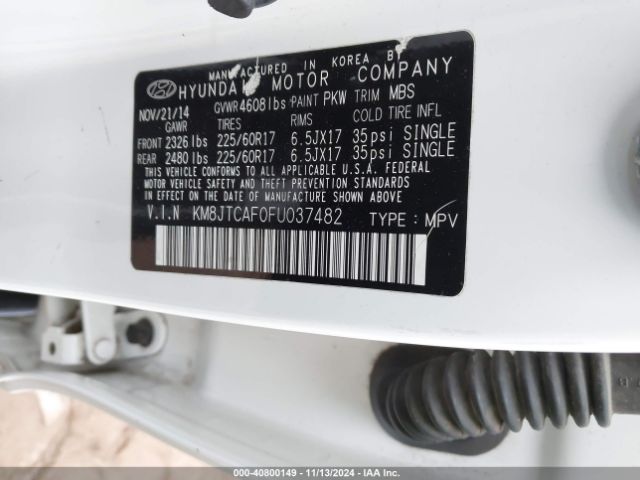 MANUFACTURED IN KOREA BY
HYUNDAI MOTOR COMPANY
NOV/21/14 GVWR 4608lbs PAINT PKW TRIM MBS
GAWR TIRES RIMS COLD TIRE INFL
FRONT 2326 lbs 225/60R17 6.5JX17 35psi SINGLE
REAR 2480 lbs 225/60R17 6.5JX17 35psi SINGLE
THIS VEHICLE CONFORMS TO ALL APPLICABLE U.S.A. FEDERAL
MOTOR VEHICLE SAFETY AND THEFT PREVENTION STANDARDS
IN EFFECT ON THE DATE OF MANUFACTURE SHOWN ABOVE.
V.I.N KM8JTCAF0FU037482 TYPE : MPV
000-40800149 - 11/13/2024 - IAA Inc.